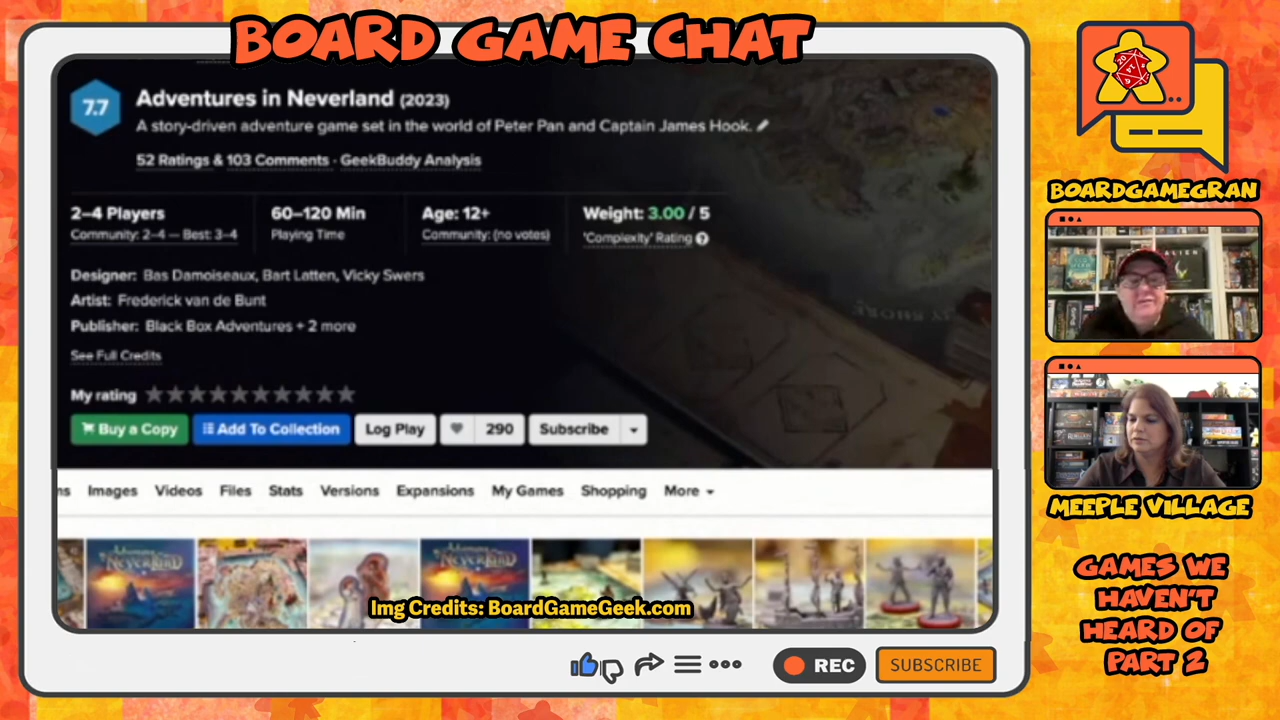 BOARD GAME CHAT
7.7
Adventures in Neverland (2023)
A story-driven adventure game set in the world of Peter Pan and Captain James Hook.
52 Ratings & 103 Comments · GeekBuddy Analysis
2–4 Players
60–120 Min
Age: 12+
Weight: 3.00 / 5
Community: 2–4 — Best: 3–4
Playing Time
Community: (no votes)
'Complexity' Rating
Designer: Bas Damoiseaux, Bart Latten, Vicky Swers
Artist: Frederick van de Bunt
Publisher: Black Box Adventures + 2 more
See Full Credits
My rating
Buy a Copy
Add To Collection
Log Play
290
Subscribe
ns Images Videos Files Stats Versions Expansions My Games Shopping More
NEVERLAND
NEVERLAND
Img Credits: BoardGameGeek.com
REC
SUBSCRIBE
20
BOARDGAMEGRAN
ALIEN
MEEPLE VILLAGE
GAMES WE
HAVEN'T
HEARD OF
PART 2